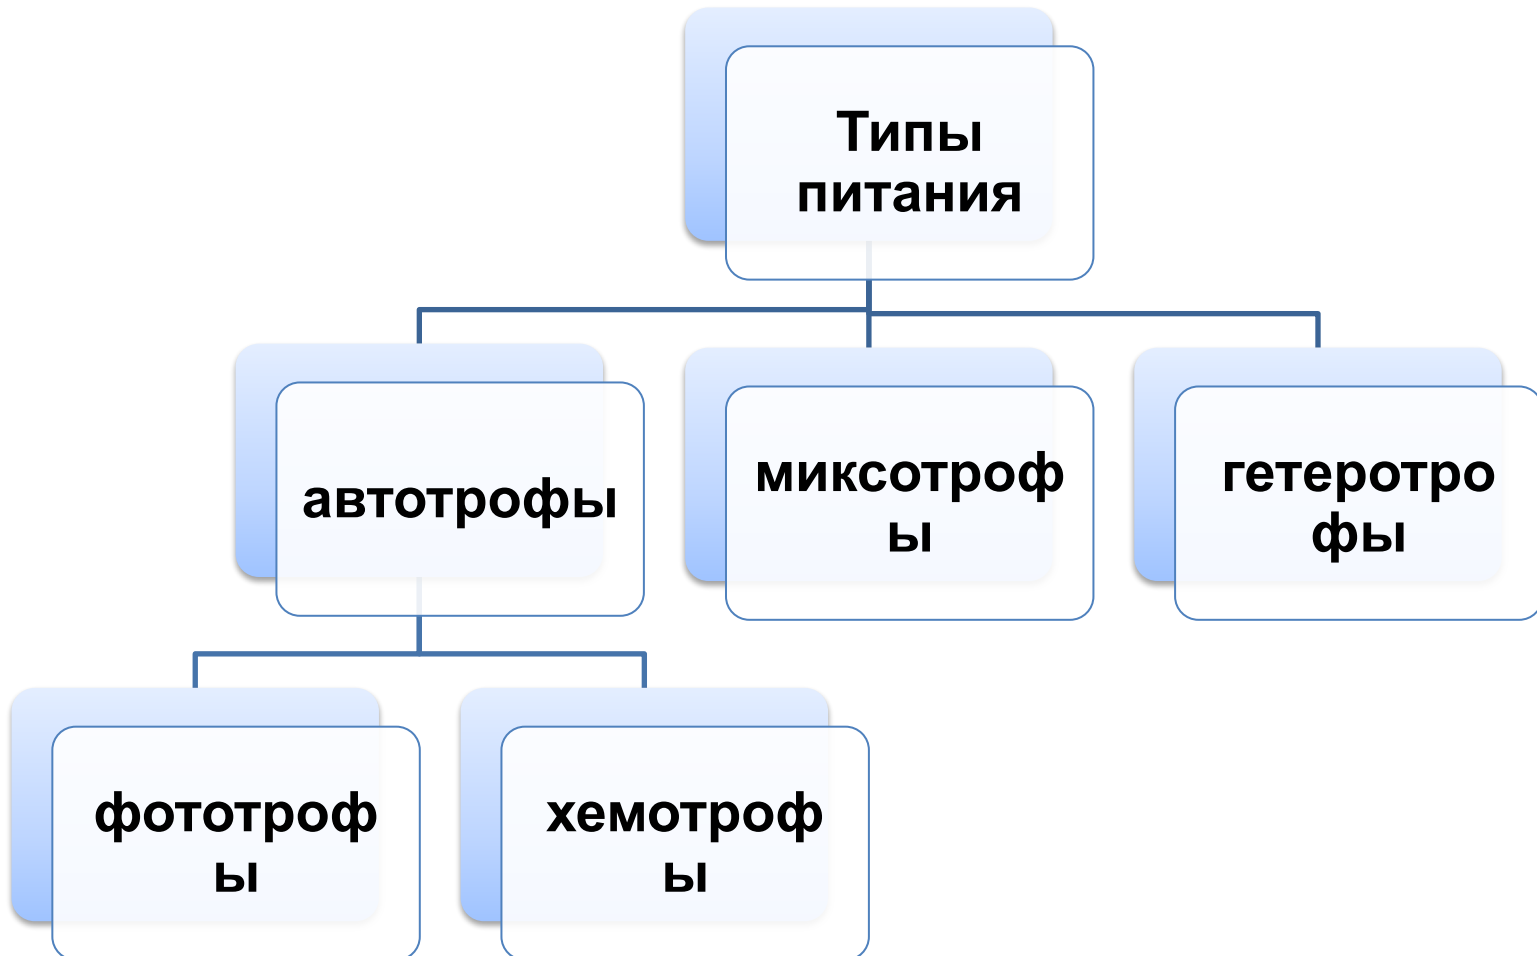 Типы
питания
автотрофы
миксотроф
ы
гетеротро
фы
фототроф
ы
хемотроф
ы